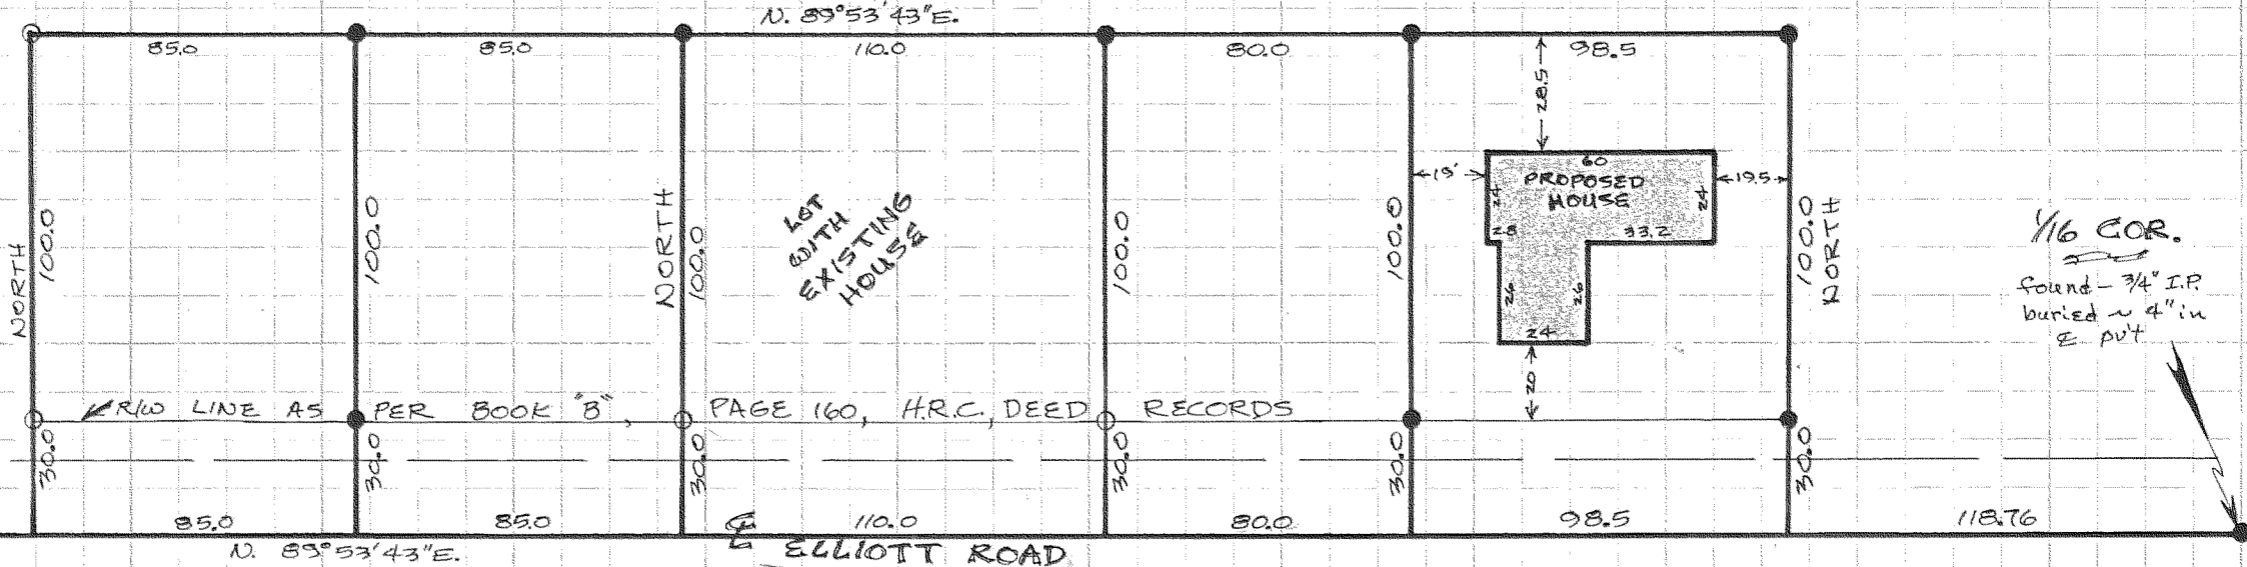 N. 89°53'43"E.
85.0 85.0 110.0 80.0 98.5
28.5
60
19' PROPOSED 19.5
HOUSE
24 24
2.8 33.2
26 26
24
20
NORTH 100.0 100.0 NORTH 100.0 100.0 100.0 100.0 NORTH
LOT
WITH
EXISTING
HOUSE
1/16 COR.
found - 3/4" I.P.
buried ~ 4" in
℄ pv't
R/W LINE AS PER BOOK "B", PAGE 160, H.R.C., DEED RECORDS
30.0 30.0 30.0 30.0 30.0 30.0
85.0 85.0 110.0 80.0 98.5 118.76
N. 89°53'43"E. ℄ ELLIOTT ROAD